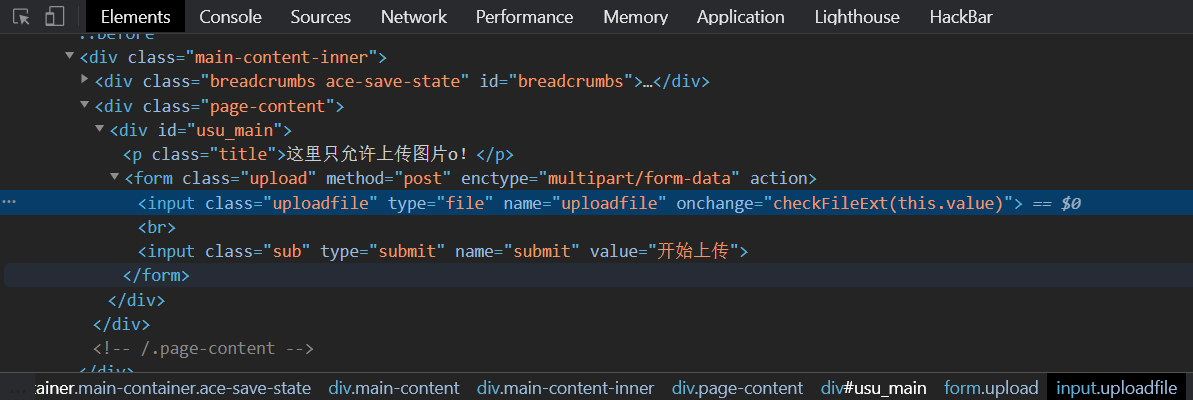 Elements Console Sources Network Performance Memory Application Lighthouse HackBar
::before
<div class="main-content-inner">
<div class="breadcrumbs ace-save-state" id="breadcrumbs">…</div>
<div class="page-content">
<div id="usu_main">
<p class="title">这里只允许上传图片o！</p>
<form class="upload" method="post" enctype="multipart/form-data" action>
<input class="uploadfile" type="file" name="uploadfile" onchange="checkFileExt(this.value)"> == $0
<br>
<input class="sub" type="submit" name="submit" value="开始上传">
</form>
</div>
</div>
<!-- /.page-content -->
</div>
… tainer.main-container.ace-save-state div.main-content div.main-content-inner div.page-content div#usu_main form.upload input.uploadfile